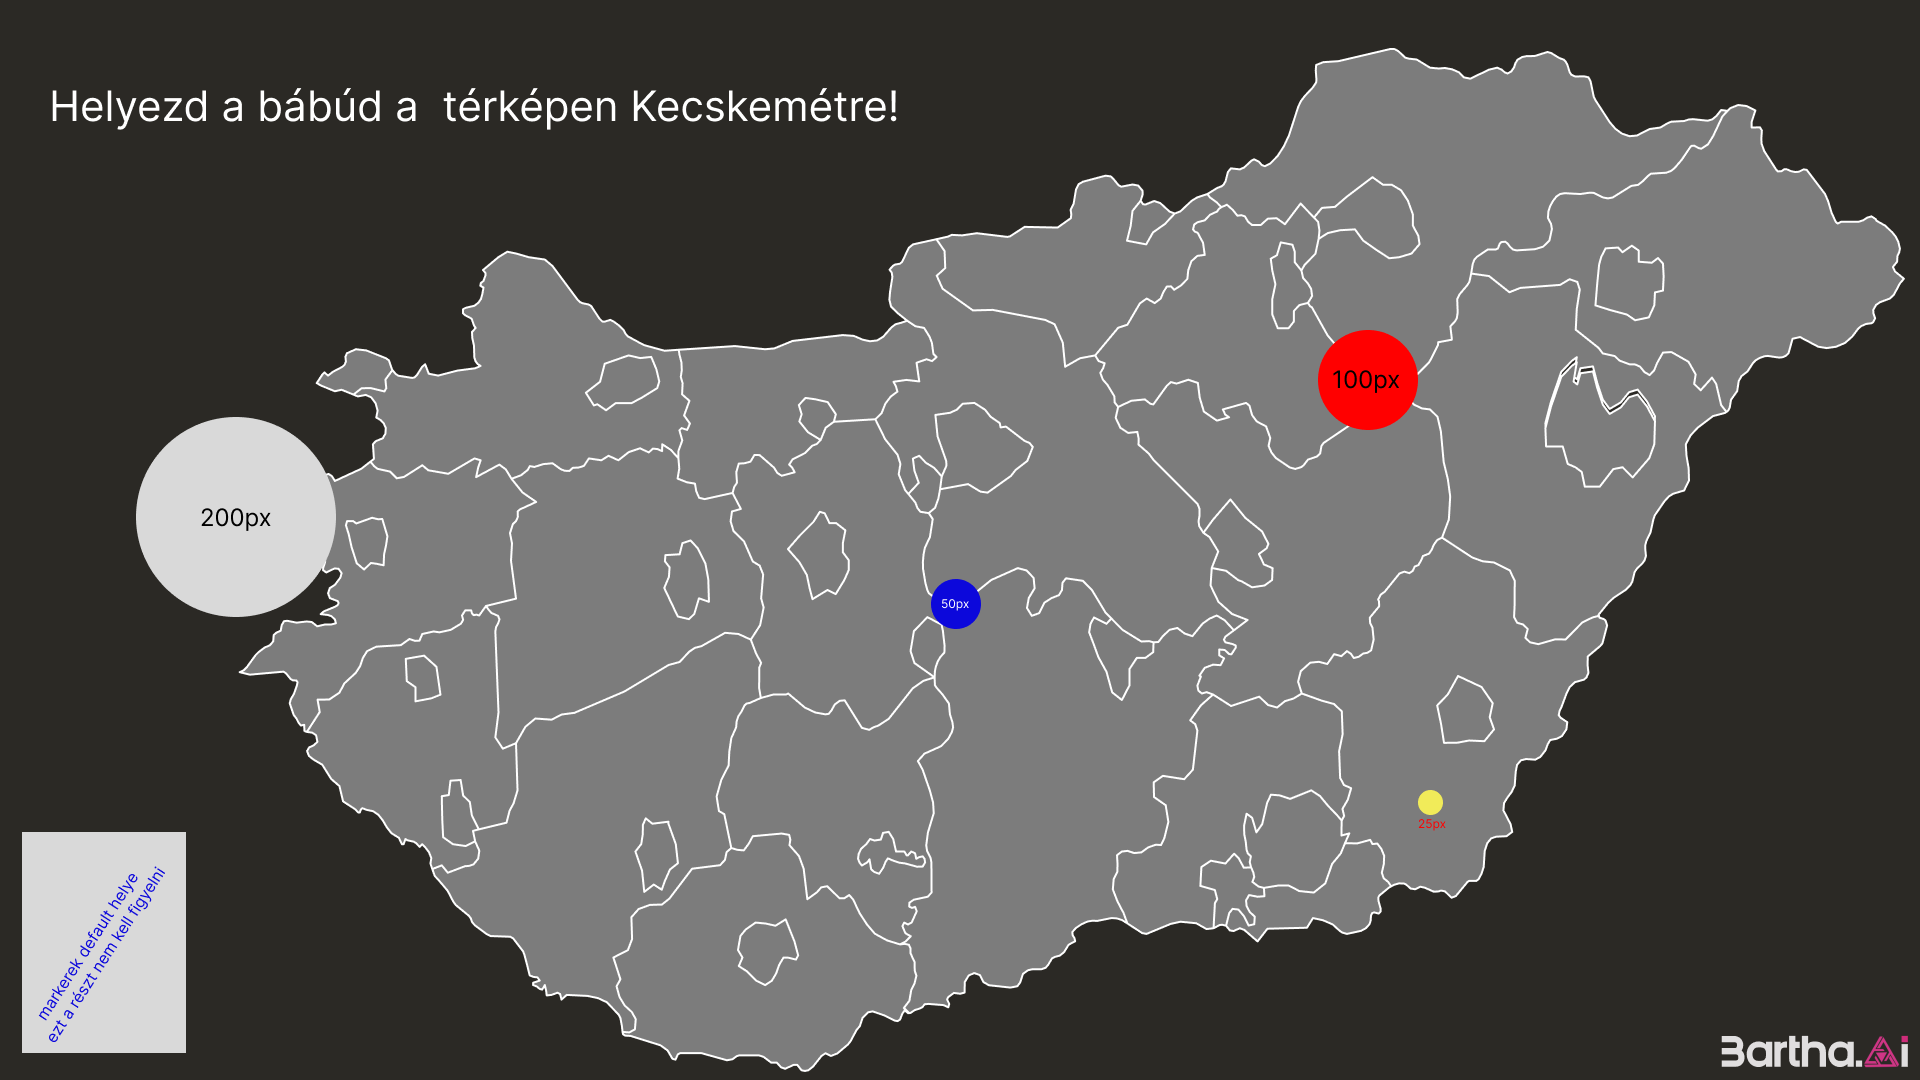 Helyezd a bábúd a  térképen Kecskemétre!
100px
200px
50px
25px
markerek default helye
ezt a részt nem kell figyelni
Bartha.Ai